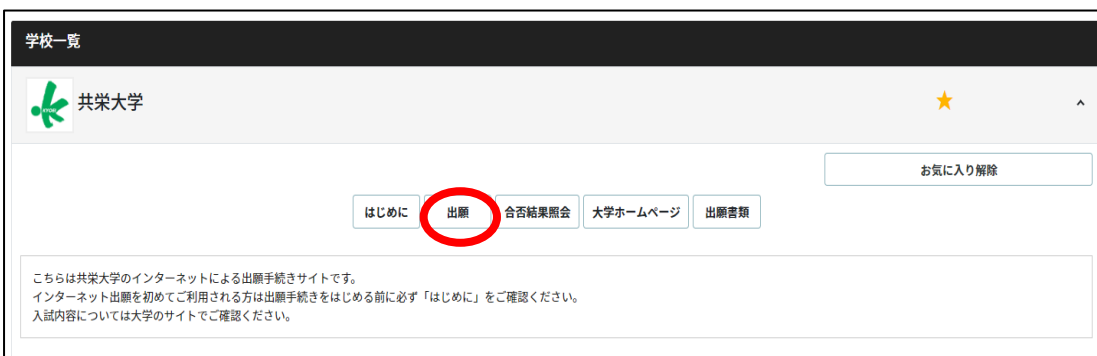 学校一覧
KYOEI
共栄大学
お気に入り解除
はじめに 出願 合否結果照会 大学ホームページ 出願書類
こちらは共栄大学のインターネットによる出願手続きサイトです。
インターネット出願を初めてご利用される方は出願手続きをはじめる前に必ず「はじめに」をご確認ください。
入試内容については大学のサイトでご確認ください。